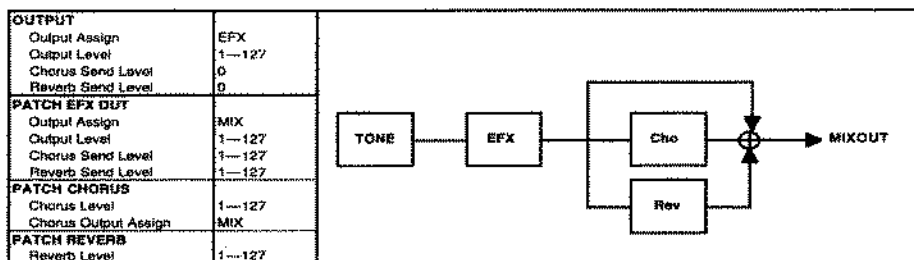 OUTPUT
Output Assign EFX
Output Level 1—127
Chorus Send Level 0
Reverb Send Level 0
PATCH EFX OUT
Output Assign MIX
Output Level 1—127
Chorus Send Level 1—127
Reverb Send Level 1—127
PATCH CHORUS
Chorus Level 1—127
Chorus Output Assign MIX
PATCH REVERB
Reverb Level 1—127
TONE EFX Cho MIXOUT
Rev